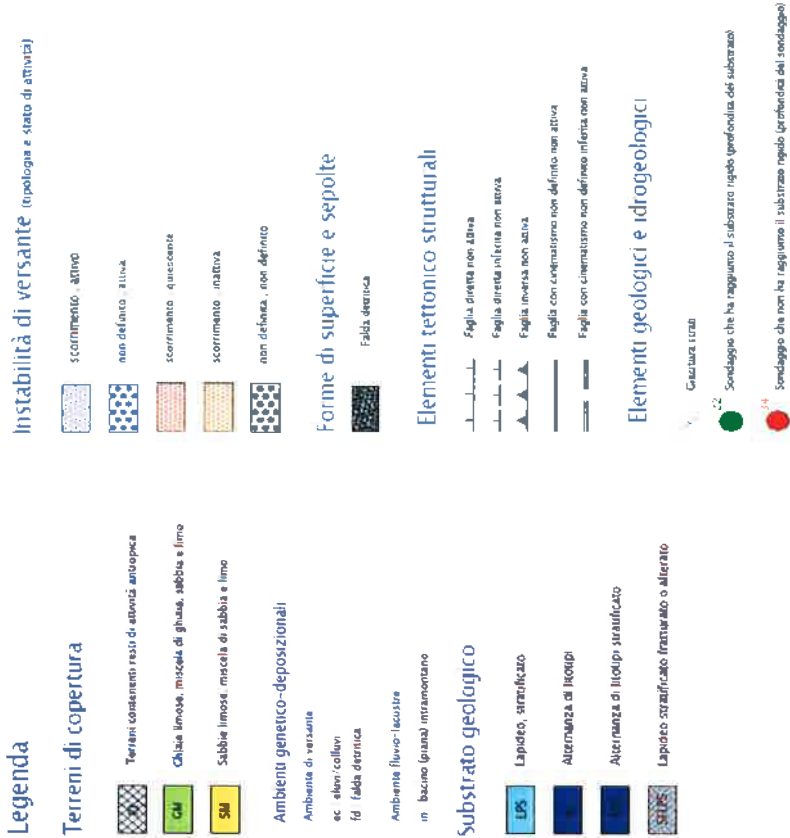 Legenda
Terreni di copertura
Terreni contenenti resti di attività antropica
GM
Ghiaie limose, miscela di ghiaia, sabbia e limo
SM
Sabbie limose, miscela di sabbia e limo
Ambienti genetico-deposizionali
Ambiente di versante
ec eluvi/colluvi
fd falda detritica
Ambiente fluvio-lacustre
in bacino (piana) intramontano
Substrato geologico
LPS
Lapideo, stratificato
Alternanza di litotipi
Alternanza di litotipi stratificato
SFLPS
Lapideo stratificato fratturato o alterato
Instabilità di versante (tipologia e stato di attività)
scorrimento, attivo
non definito, attiva
scorrimento, quiescente
scorrimento, inattiva
non definita, non definito
Forme di superficie e sepolte
Falda detritica
Elementi tettonico strutturali
Faglia diretta non attiva
Faglia diretta inferita non attiva
Faglia inversa non attiva
Faglia con cinematismo non definito non attiva
Faglia con cinematismo non definito inferita non attiva
Elementi geologici e idrogeologici
Giacitura strati
22
Sondaggio che ha raggiunto il substrato rigido (profondità del substrato)
34
Sondaggio che non ha raggiunto il substrato rigido (profondità del sondaggio)